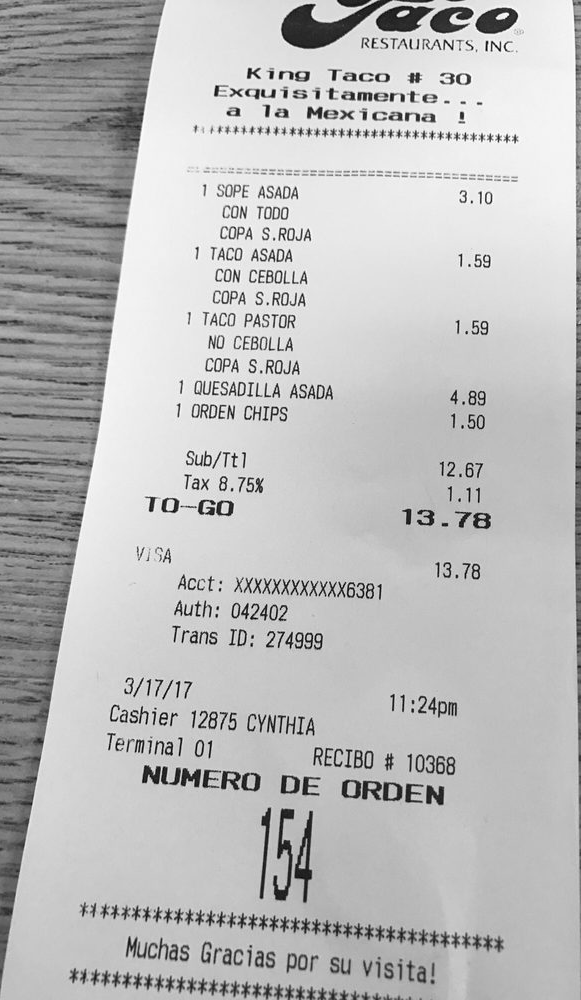 Taco
RESTAURANTS, INC.
King Taco # 30
Exquisitamente...
a la Mexicana !
***************************************
=======================================
1 SOPE ASADA 3.10
CON TODO
COPA S.ROJA
1 TACO ASADA 1.59
CON CEBOLLA
COPA S.ROJA
1 TACO PASTOR 1.59
NO CEBOLLA
COPA S.ROJA
1 QUESADILLA ASADA 4.89
1 ORDEN CHIPS 1.50
Sub/Ttl 12.67
Tax 8.75% 1.11
TO-GO 13.78
VISA 13.78
Acct: XXXXXXXXXXXX6381
Auth: 042402
Trans ID: 274999
3/17/17 11:24pm
Cashier 12875 CYNTHIA
Terminal 01 RECIBO # 10368
NUMERO DE ORDEN
154
***************************************
Muchas Gracias por su visita!
***************************************